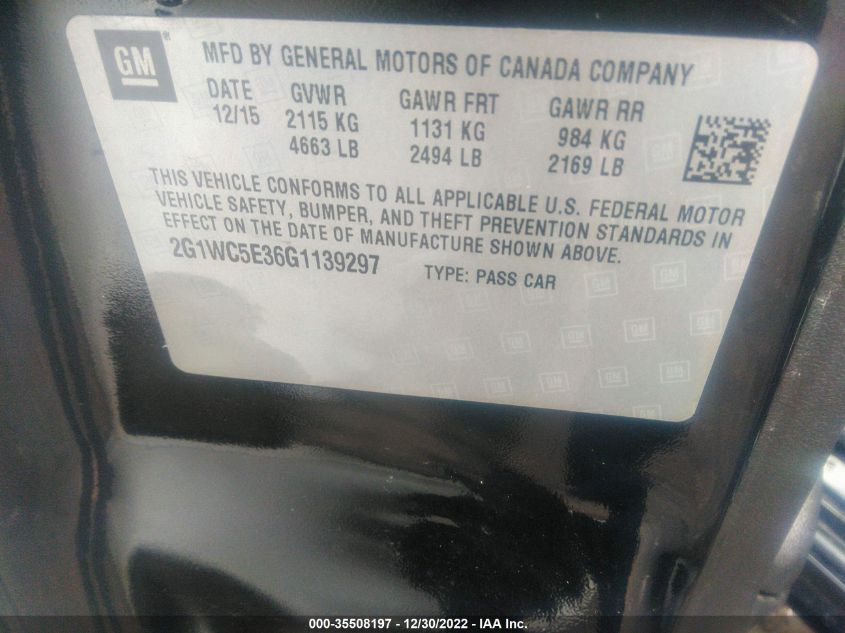 GM®
MFD BY GENERAL MOTORS OF CANADA COMPANY
DATE GVWR GAWR FRT GAWR RR
12/15 2115 KG 1131 KG 984 KG
4663 LB 2494 LB 2169 LB
THIS VEHICLE CONFORMS TO ALL APPLICABLE U.S. FEDERAL MOTOR
VEHICLE SAFETY, BUMPER, AND THEFT PREVENTION STANDARDS IN
EFFECT ON THE DATE OF MANUFACTURE SHOWN ABOVE.
2G1WC5E36G1139297 TYPE: PASS CAR
000-35508197 - 12/30/2022 - IAA Inc.